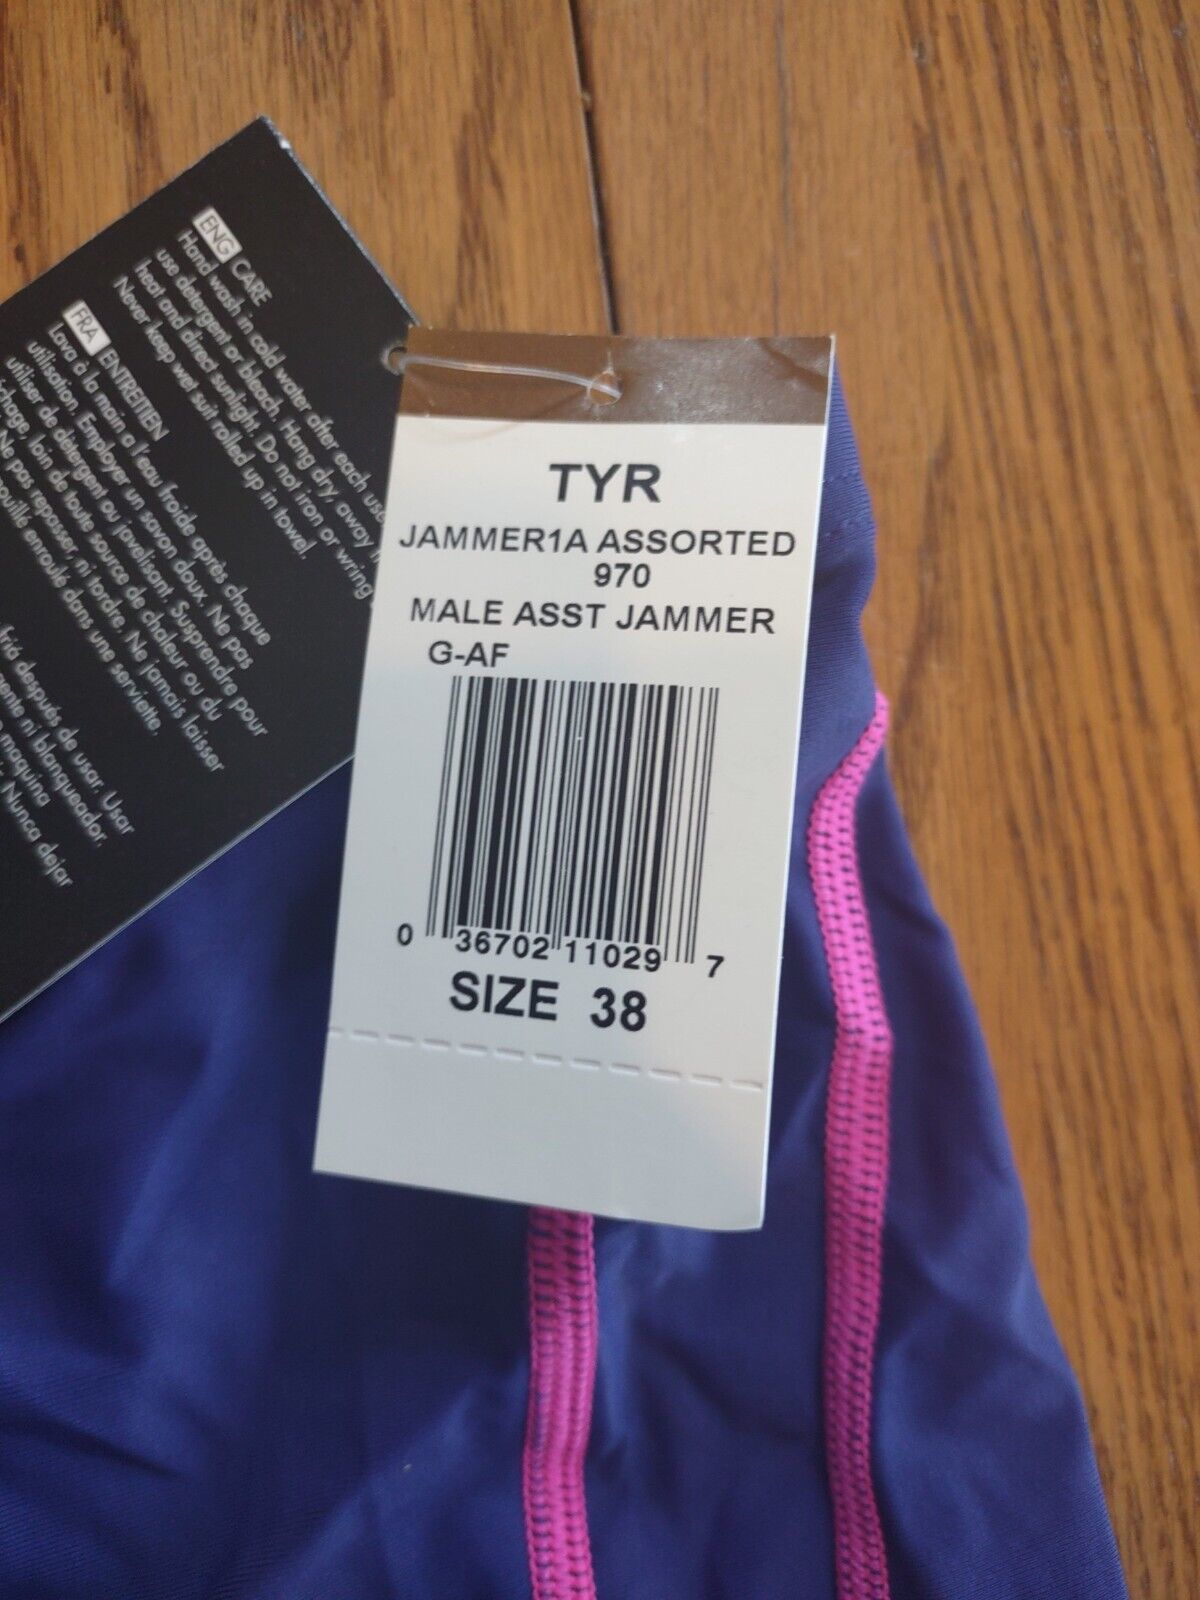 ENG CARE
Hand wash in cold water after each use
use detergent or bleach. Hang dry, away
heat and direct sunlight. Do not iron or wring
Never keep wet suit rolled up in towel.
FRA ENTRETIEN
Lava à la main a l'eau froide après chaque
utilisation. Employer un savon doux. Ne pas
utiliser de détergent ou javelisant. Suspendre pour
loin de toute source de chaleur ou du
Ne pas repasser, ni tordre. Ne jamais laisser
enroulé dans une serviette.
después de usar. Usar
ni blanqueador.
maquina
Nunca dejar
TYR
JAMMER1A ASSORTED
970
MALE ASST JAMMER
G-AF
0 36702 11029 7
SIZE 38